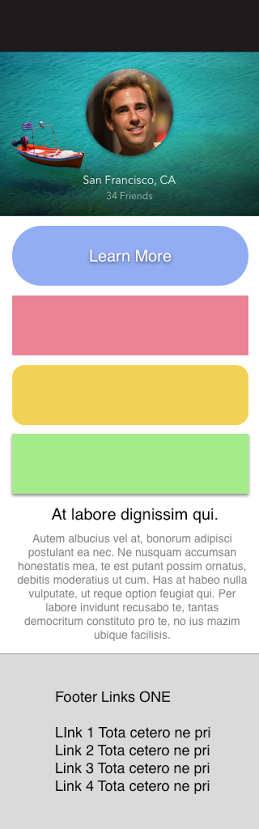 San Francisco, CA
34 Friends
Learn More
At labore dignissim qui.
Autem albucius vel at, bonorum adipisci
postulant ea nec. Ne nusquam accumsan
honestatis mea, te est putant possim ornatus,
debitis moderatius ut cum. Has at habeo nulla
vulputate, ut reque option feugiat qui. Per
labore invidunt recusabo te, tantas
democritum constituto pro te, no ius mazim
ubique facilisis.
Footer Links ONE
LInk 1 Tota cetero ne pri
Link 2 Tota cetero ne pri
Link 3 Tota cetero ne pri
Link 4 Tota cetero ne pri